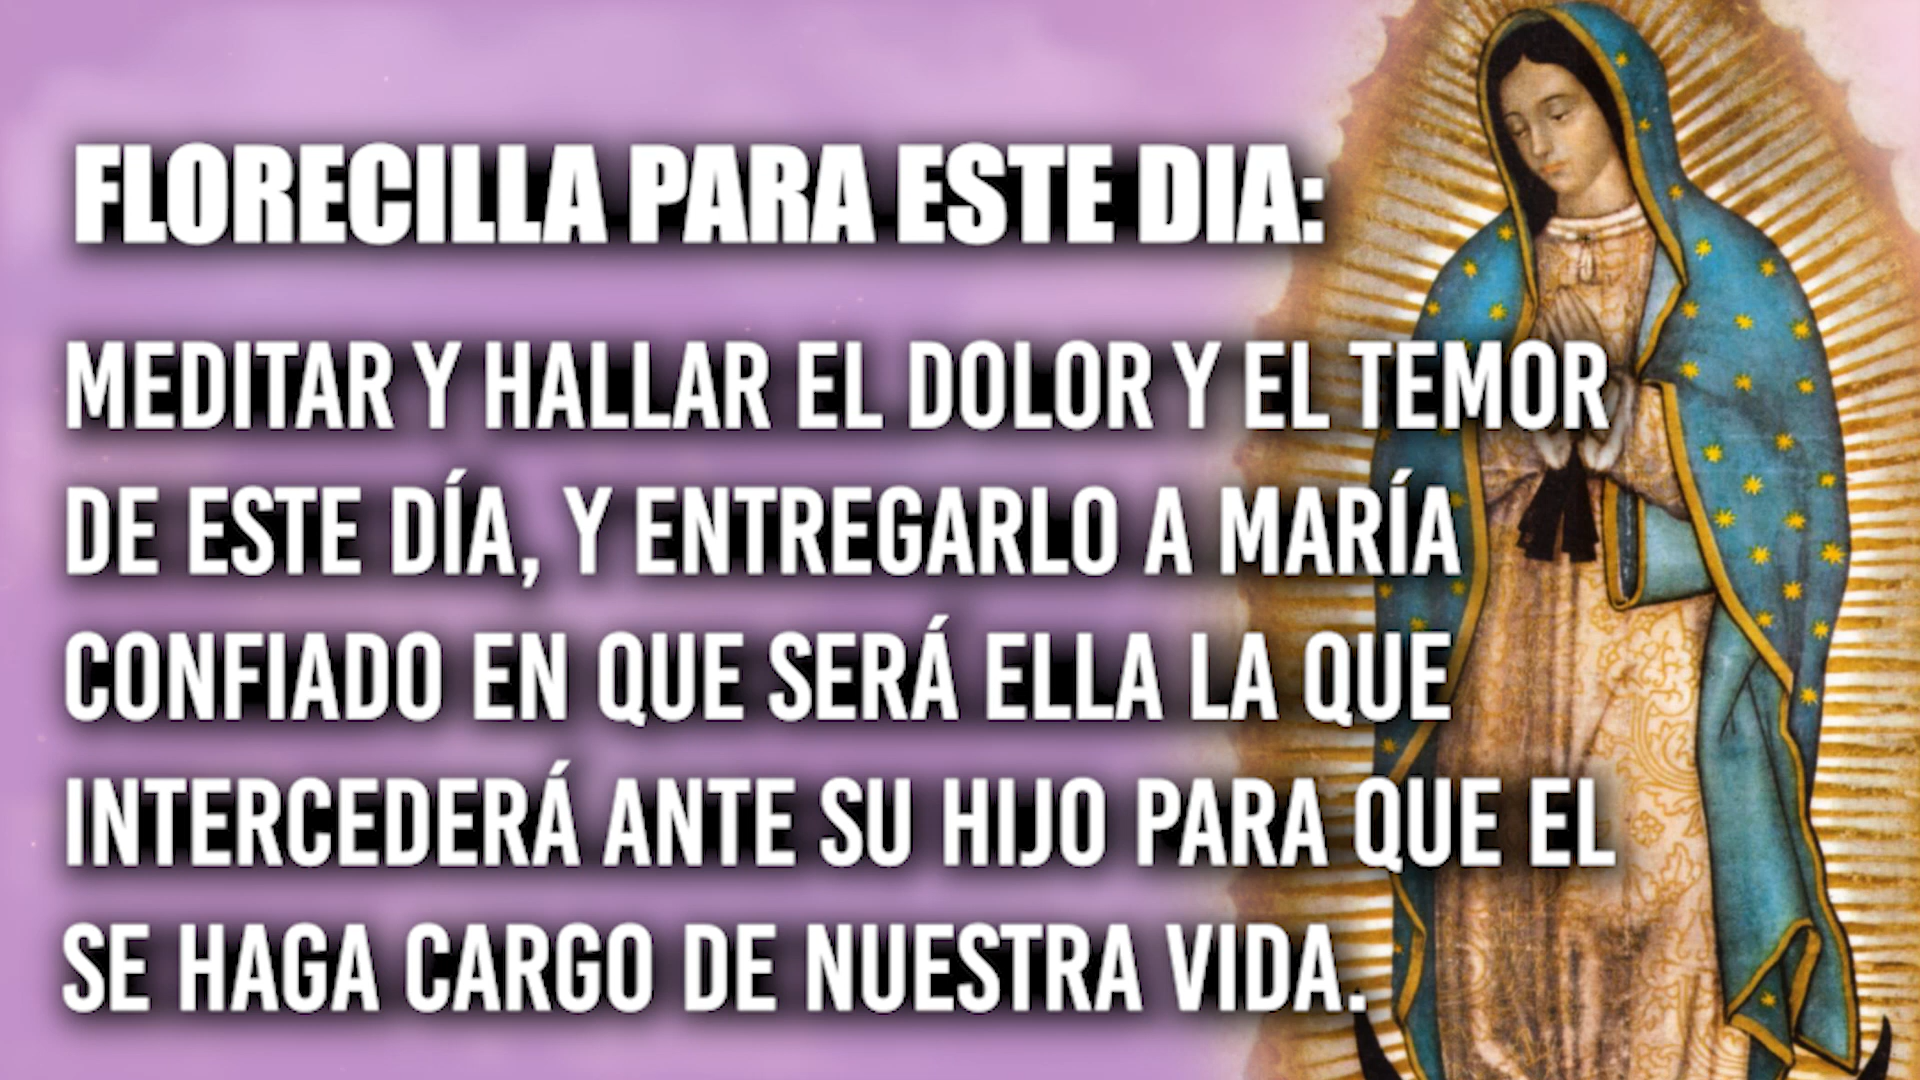 FLORECILLA PARA ESTE DIA:
MEDITAR Y HALLAR EL DOLOR Y EL TEMOR
DE ESTE DÍA, Y ENTREGARLO A MARÍA
CONFIADO EN QUE SERÁ ELLA LA QUE
INTERCEDERÁ ANTE SU HIJO PARA QUE EL
SE HAGA CARGO DE NUESTRA VIDA.